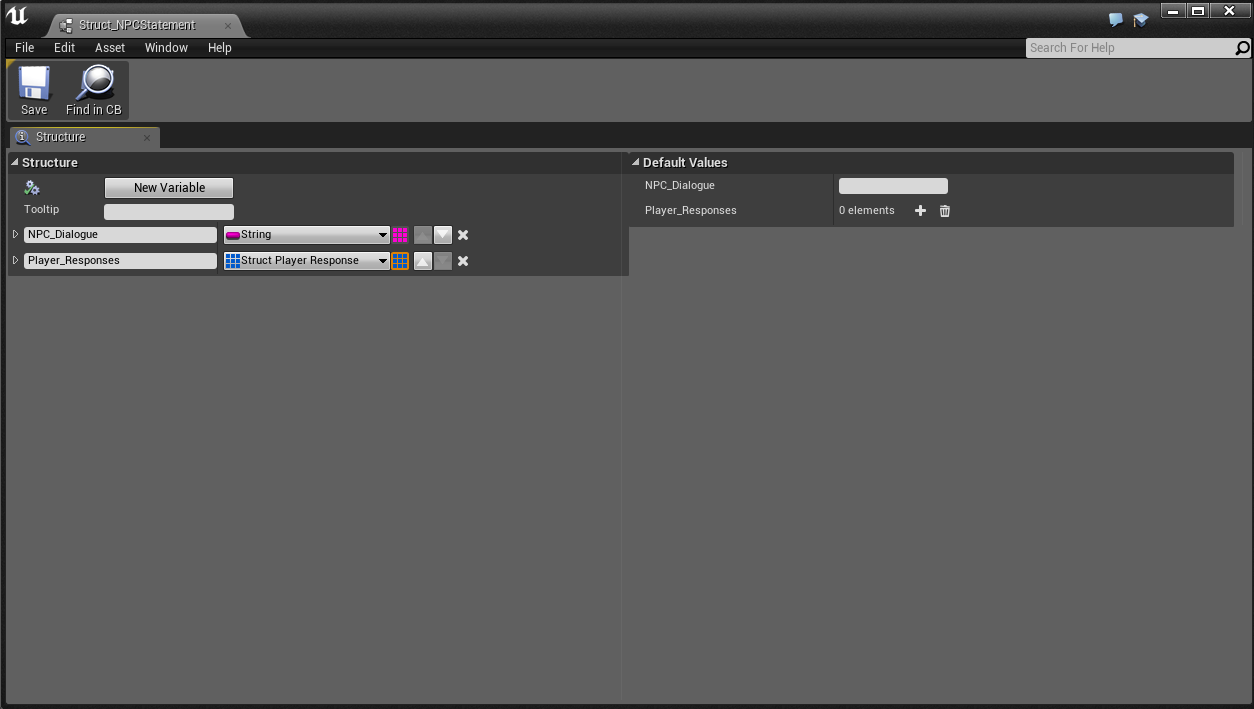 Struct_NPCStatement
File Edit Asset Window Help
Search For Help
Save Find in CB
Structure
Structure
New Variable
Tooltip
NPC_Dialogue String
Player_Responses Struct Player Response
Default Values
NPC_Dialogue
Player_Responses 0 elements